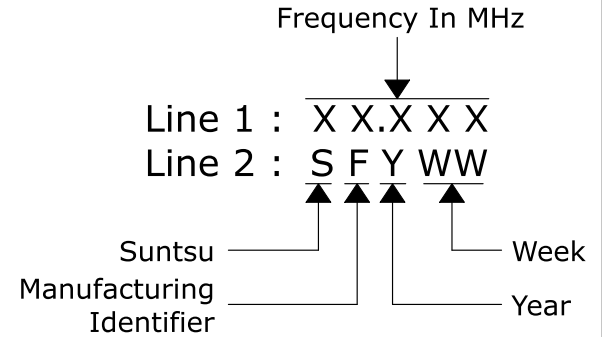 Frequency In MHz
Line 1 : X X.X X X
Line 2 : S F Y WW
Suntsu
Week
Manufacturing
Identifier
Year